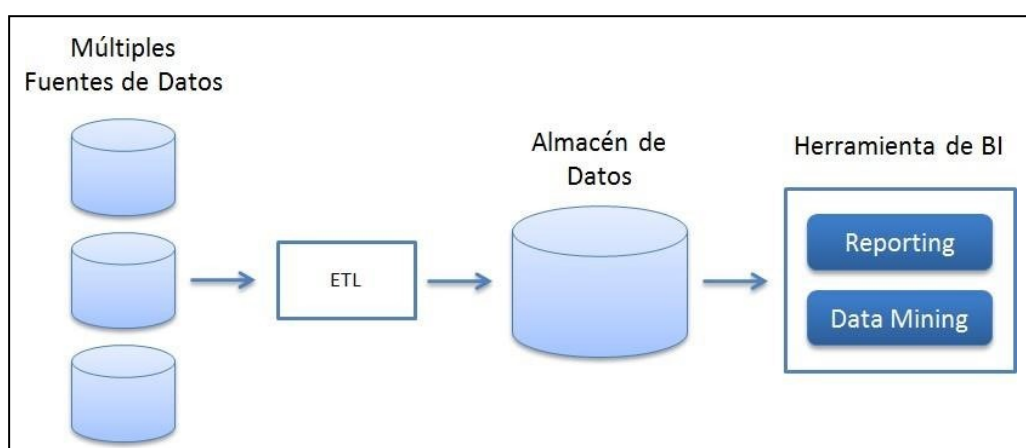 Múltiples
Fuentes de Datos
ETL
Almacén de
Datos
Herramienta de BI
Reporting
Data Mining